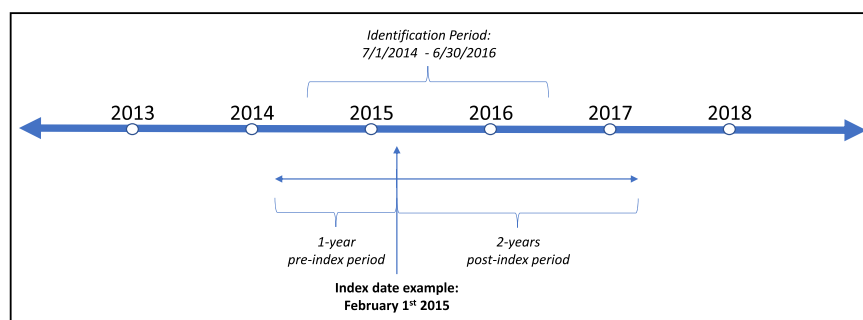 Identification Period:
7/1/2014 - 6/30/2016
2013 2014 2015 2016 2017 2018
1-year
pre-index period
2-years
post-index period
Index date example:
February 1st 2015